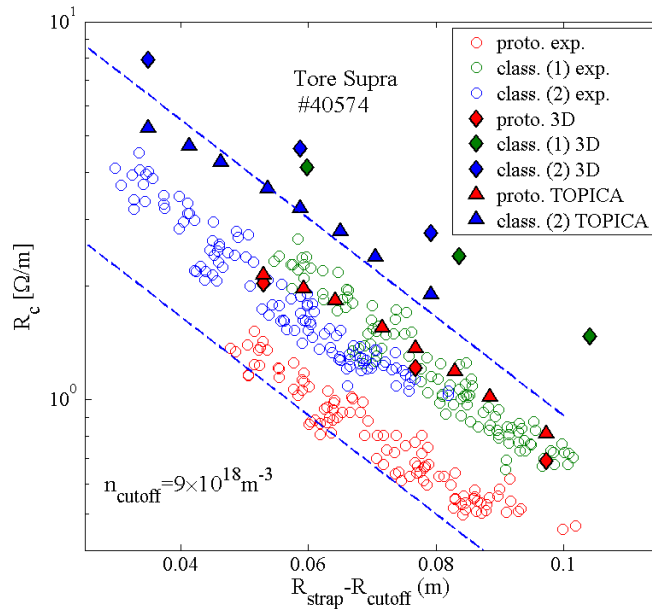 10¹
Tore Supra
#40574
proto. exp.
class. (1) exp.
class. (2) exp.
proto. 3D
class. (1) 3D
class. (2) 3D
proto. TOPICA
class. (2) TOPICA
R_c [Ω/m]
10⁰
n_cutoff=9×10¹⁸m⁻³
0.04 0.06 0.08 0.1
R_strap-R_cutoff (m)